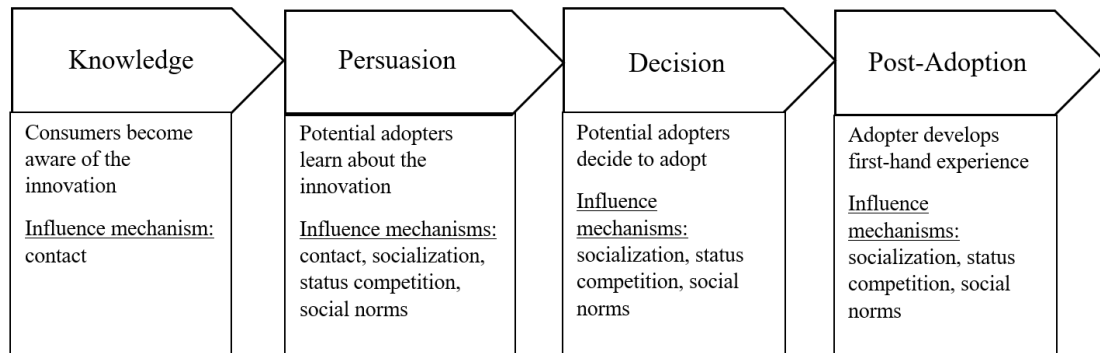 Knowledge
Consumers become
aware of the
innovation
Influence mechanism:
contact
Persuasion
Potential adopters
learn about the
innovation
Influence mechanisms:
contact, socialization,
status competition,
social norms
Decision
Potential adopters
decide to adopt
Influence
mechanisms:
socialization, status
competition, social
norms
Post-Adoption
Adopter develops
first-hand experience
Influence
mechanisms:
socialization, status
competition, social
norms